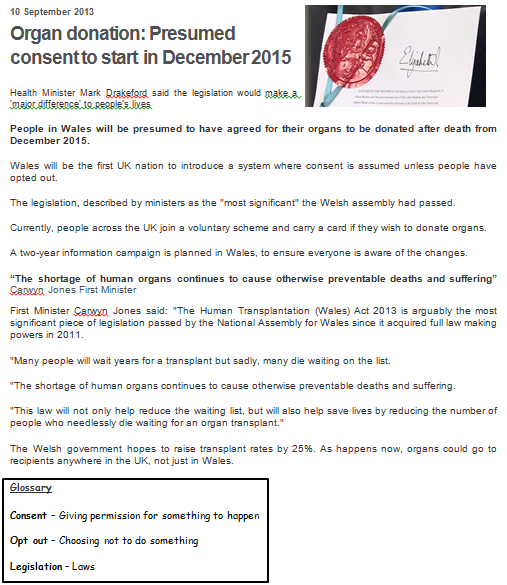 10 September 2013
Organ donation: Presumed
consent to start in December 2015
Health Minister Mark Drakeford said the legislation would make a
'major difference' to people's lives
People in Wales will be presumed to have agreed for their organs to be donated after death from
December 2015.
Wales will be the first UK nation to introduce a system where consent is assumed unless people have
opted out.
The legislation, described by ministers as the "most significant" the Welsh assembly had passed.
Currently, people across the UK join a voluntary scheme and carry a card if they wish to donate organs.
A two-year information campaign is planned in Wales, to ensure everyone is aware of the changes.
“The shortage of human organs continues to cause otherwise preventable deaths and suffering”
Carwyn Jones First Minister
First Minister Carwyn Jones said: "The Human Transplantation (Wales) Act 2013 is arguably the most
significant piece of legislation passed by the National Assembly for Wales since it acquired full law making
powers in 2011.
"Many people will wait years for a transplant but sadly, many die waiting on the list.
"The shortage of human organs continues to cause otherwise preventable deaths and suffering.
"This law will not only help reduce the waiting list, but will also help save lives by reducing the number of
people who needlessly die waiting for an organ transplant."
The Welsh government hopes to raise transplant rates by 25%. As happens now, organs could go to
recipients anywhere in the UK, not just in Wales.
Glossary
Consent – Giving permission for something to happen
Opt out – Choosing not to do something
Legislation – Laws